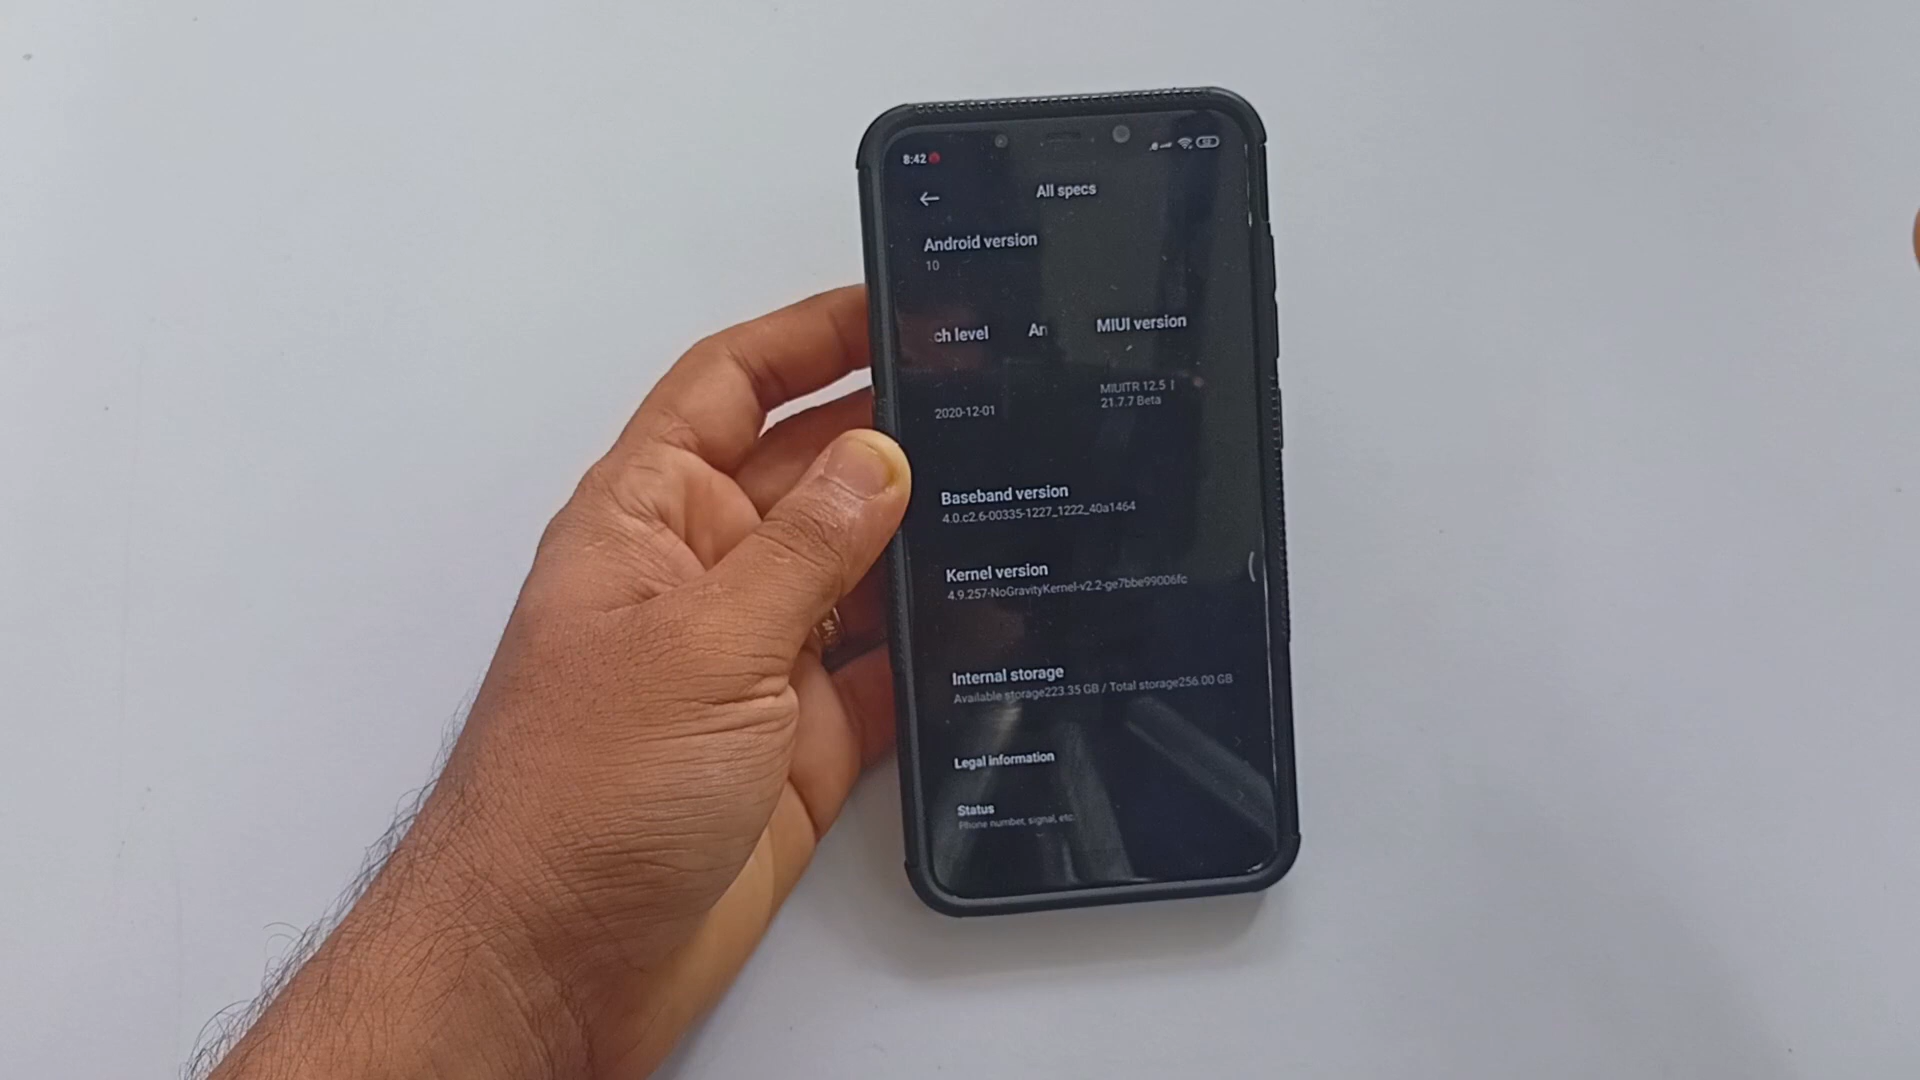 8:42
All specs
Android version
10
ch level An MIUI version
MIUITR 12.5 |
21.7.7 Beta
2020-12-01
Baseband version
4.0.c2.6-00335-1227_1222_40a1464
Kernel version
4.9.257-NoGravityKernel-v2.2-ge7bbe99006fc
Internal storage
Available storage223.35 GB / Total storage256.00 GB
Legal information
Status
Phone number, signal, etc.